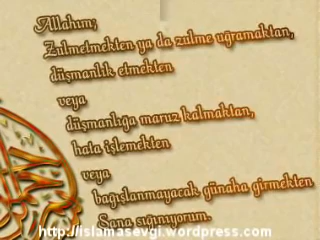 Allahım;
Zulmetmekten ya da zulme uğramaktan,
düşmanlık etmekten
veya
düşmanlığa maruz kalmaktan,
hata işlemekten
veya
bağışlanmayacak günaha girmekten
Sana sığınıyorum.
http://islamasevgi.wordpress.com